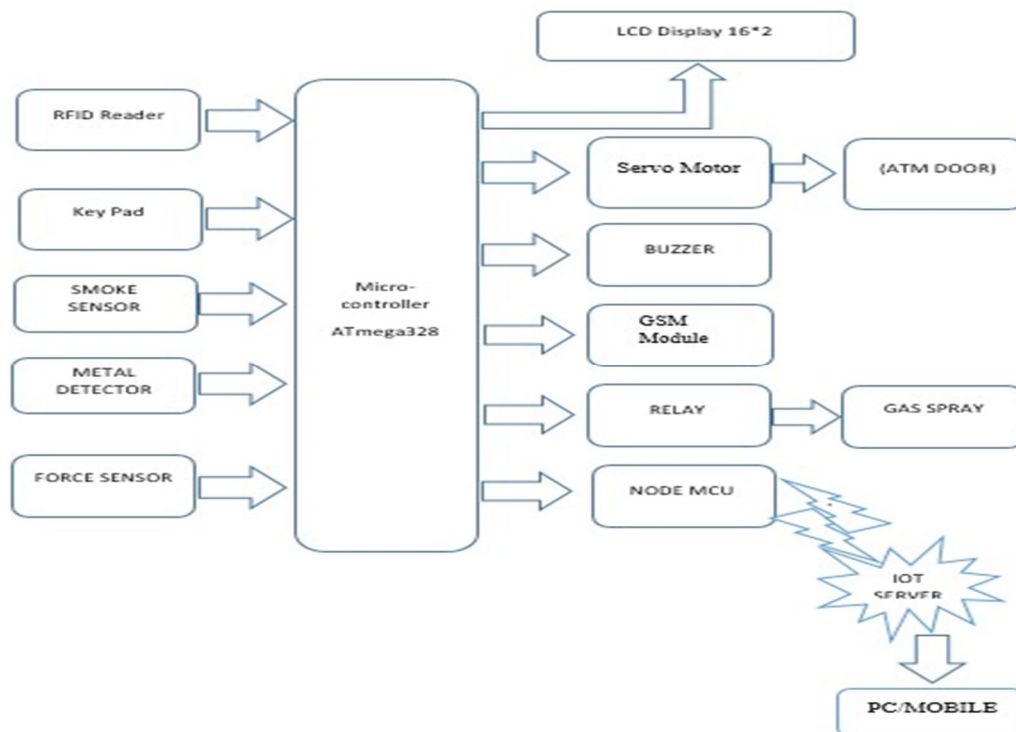 LCD Display 16*2
RFID Reader
Key Pad
SMOKE
SENSOR
METAL
DETECTOR
FORCE SENSOR
Micro-
controller
ATmega328
Servo Motor
(ATM DOOR)
BUZZER
GSM
Module
RELAY
GAS SPRAY
NODE MCU
IOT
SERVER
PC/MOBILE